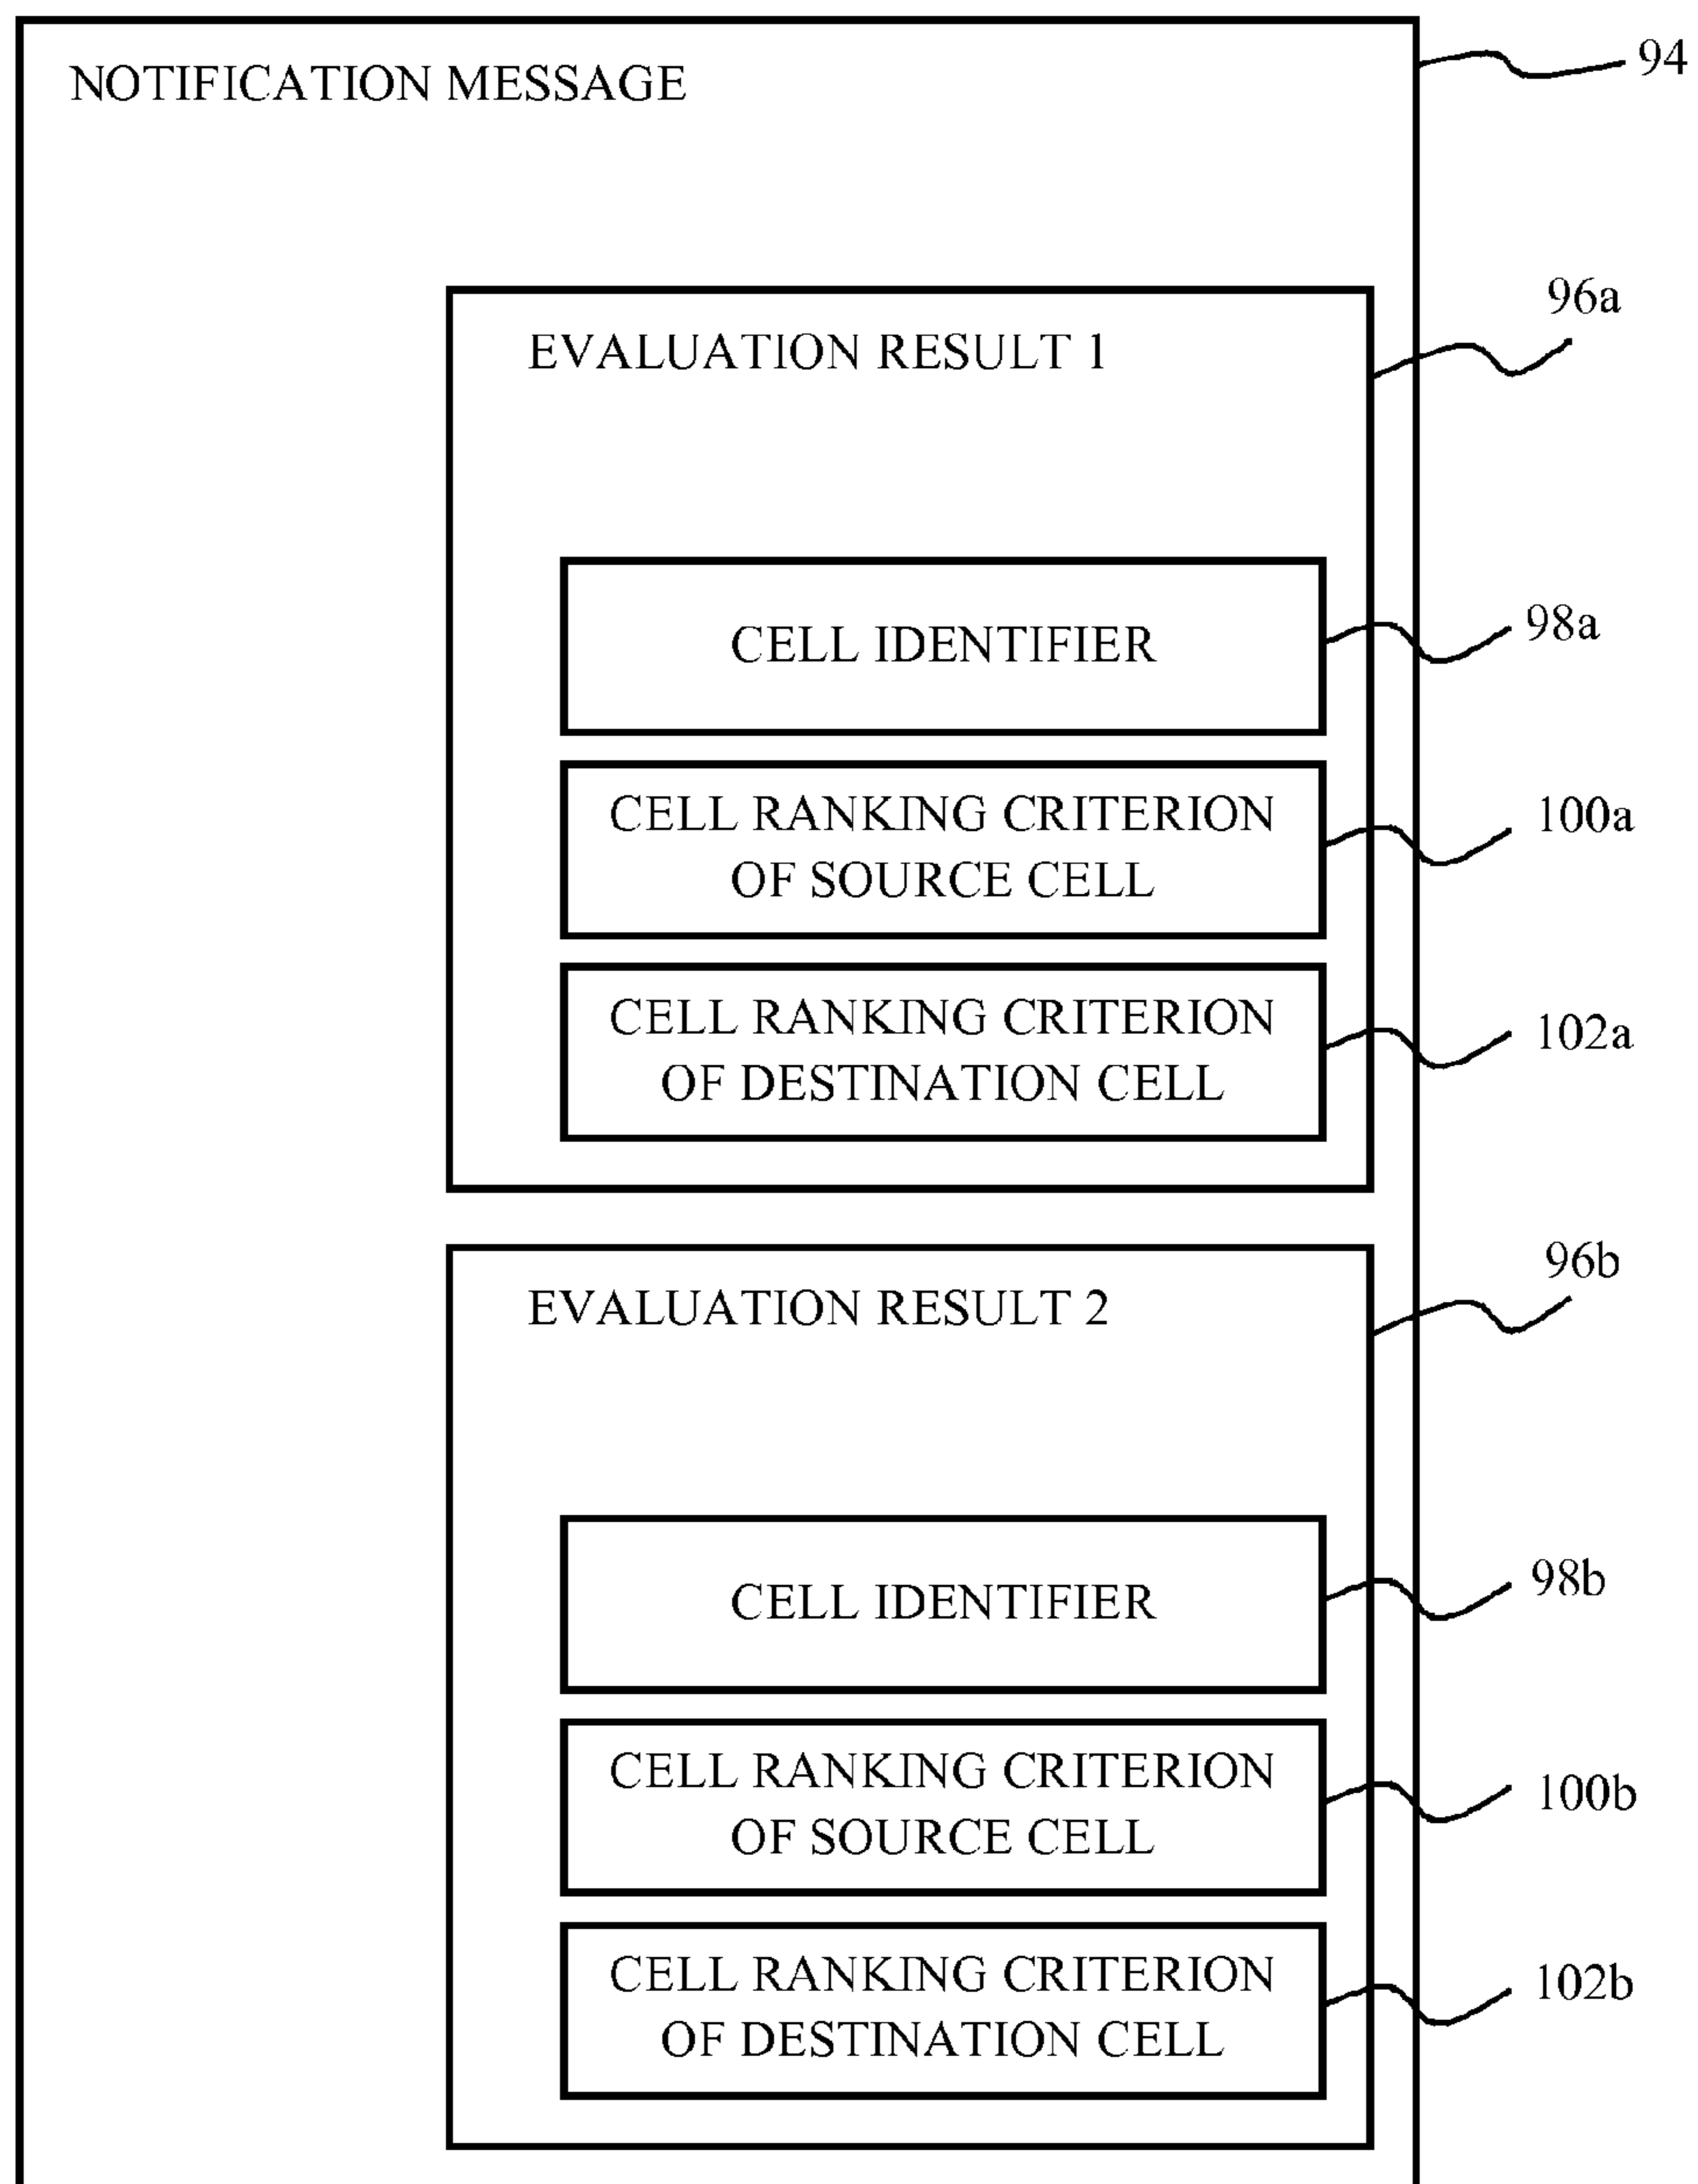 NOTIFICATION MESSAGE
94
96a
EVALUATION RESULT 1
CELL IDENTIFIER
98a
CELL RANKING CRITERION
OF SOURCE CELL
100a
CELL RANKING CRITERION
OF DESTINATION CELL
102a
96b
EVALUATION RESULT 2
CELL IDENTIFIER
98b
CELL RANKING CRITERION
OF SOURCE CELL
100b
CELL RANKING CRITERION
OF DESTINATION CELL
102b